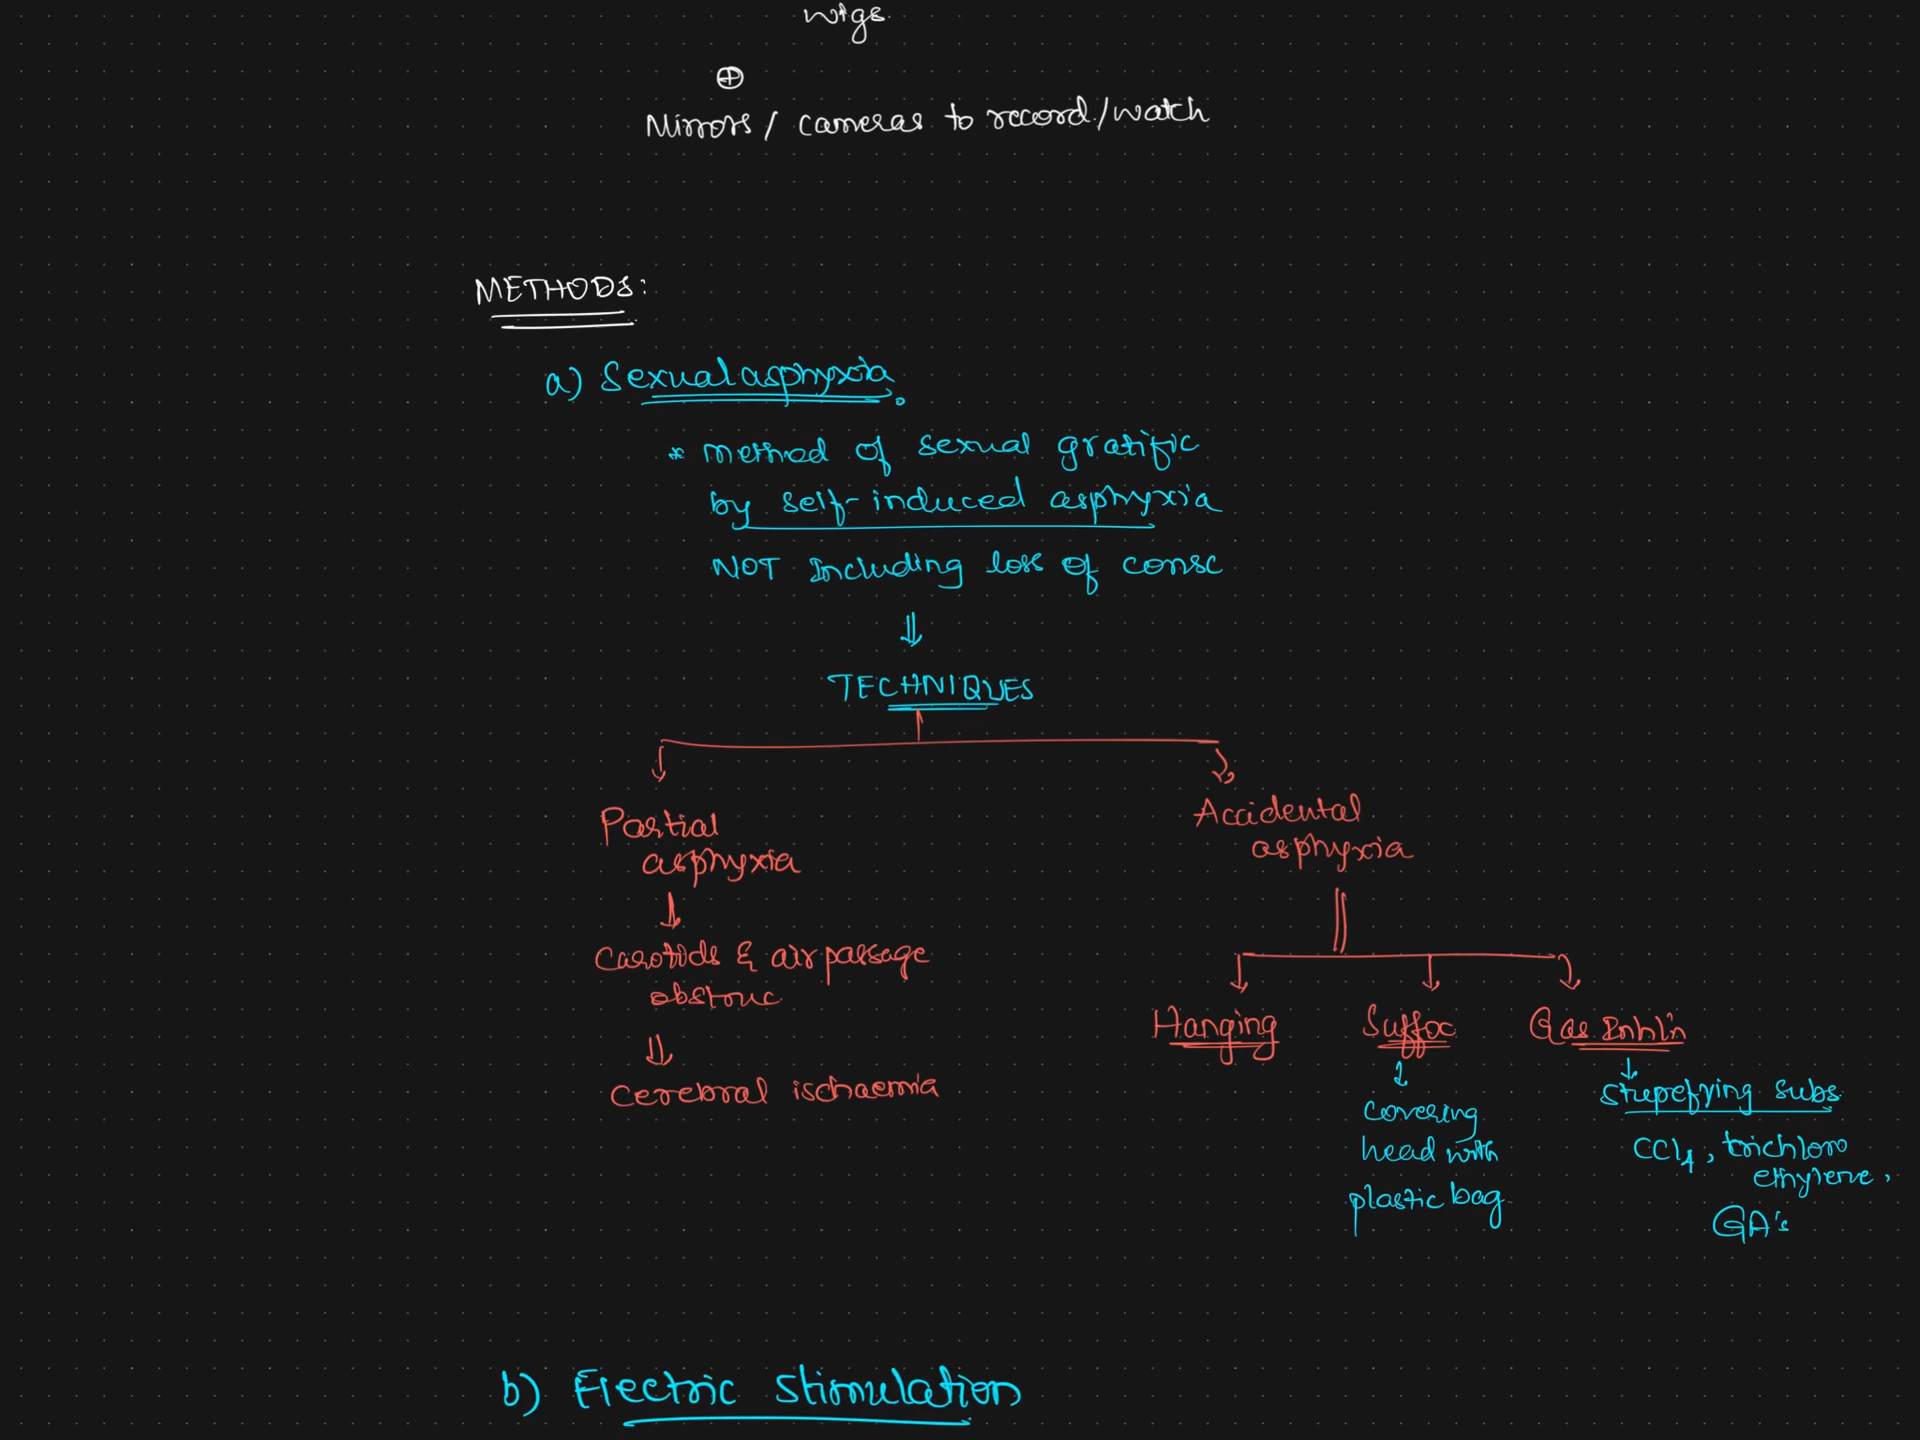 wigs
⊕
Mirrors / cameras to record/watch
METHODS:
a) Sexual asphyxia.
* method of sexual gratific
by self-induced asphyxia
NOT Including loss of consc
⇓
TECHNIQUES
Partial
asphyxia
↓
Carotids & air passage
obstruc
⇓
Cerebral ischaemia
Accidental
asphyxia
Hanging
Suffoc
↓
covering
head with
plastic bag
Gas Inhl'n
↓
Stupefying subs
CCl4, trichloro
ethylene,
GA's
b) Electric stimulation